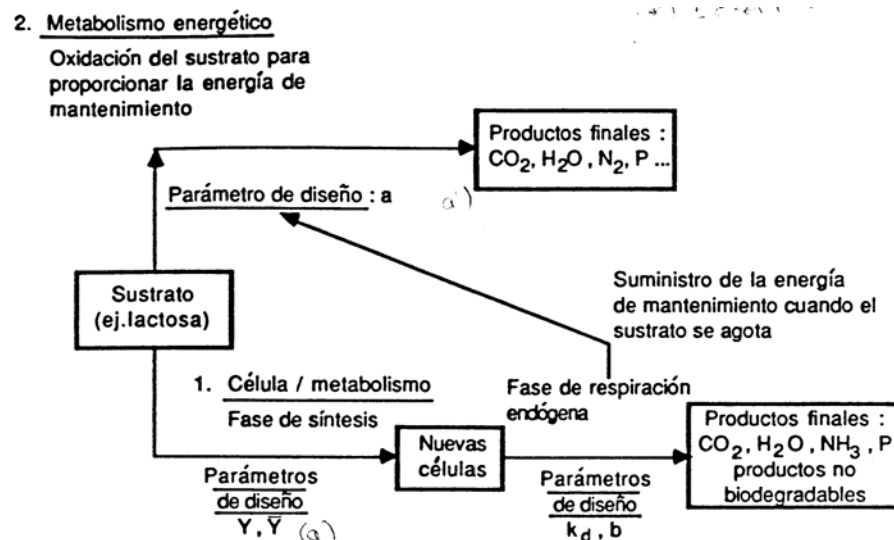 2. Metabolismo energético
Oxidación del sustrato para
proporcionar la energía de
mantenimiento
Productos finales :
CO₂, H₂O , N₂, P ...
Parámetro de diseño : a
a')
Sustrato
(ej.lactosa)
Suministro de la energía
de mantenimiento cuando el
sustrato se agota
1. Célula / metabolismo
Fase de síntesis
Fase de respiración
endógena
Nuevas
células
Productos finales :
CO₂, H₂O , NH₃ , P
productos no
biodegradables
Parámetros
de diseño
Y , Y̅ (a)
Parámetros
de diseño
k_d , b